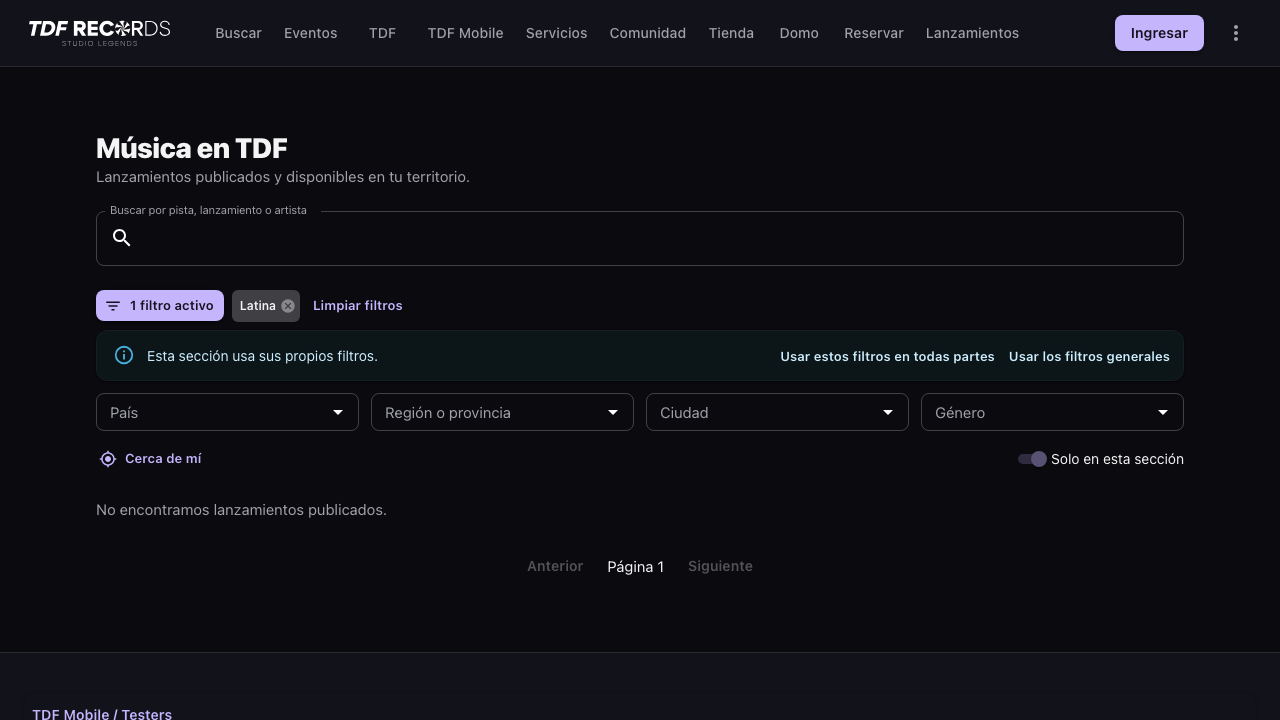 TDF RECORDS
STUDIO LEGENDS
Buscar Eventos TDF TDF Mobile Servicios Comunidad Tienda Domo Reservar Lanzamientos Ingresar
Música en TDF
Lanzamientos publicados y disponibles en tu territorio.
Buscar por pista, lanzamiento o artista
1 filtro activo Latina Limpiar filtros
Esta sección usa sus propios filtros. Usar estos filtros en todas partes Usar los filtros generales
País Región o provincia Ciudad Género
Cerca de mí Solo en esta sección
No encontramos lanzamientos publicados.
Anterior Página 1 Siguiente
TDF Mobile / Testers